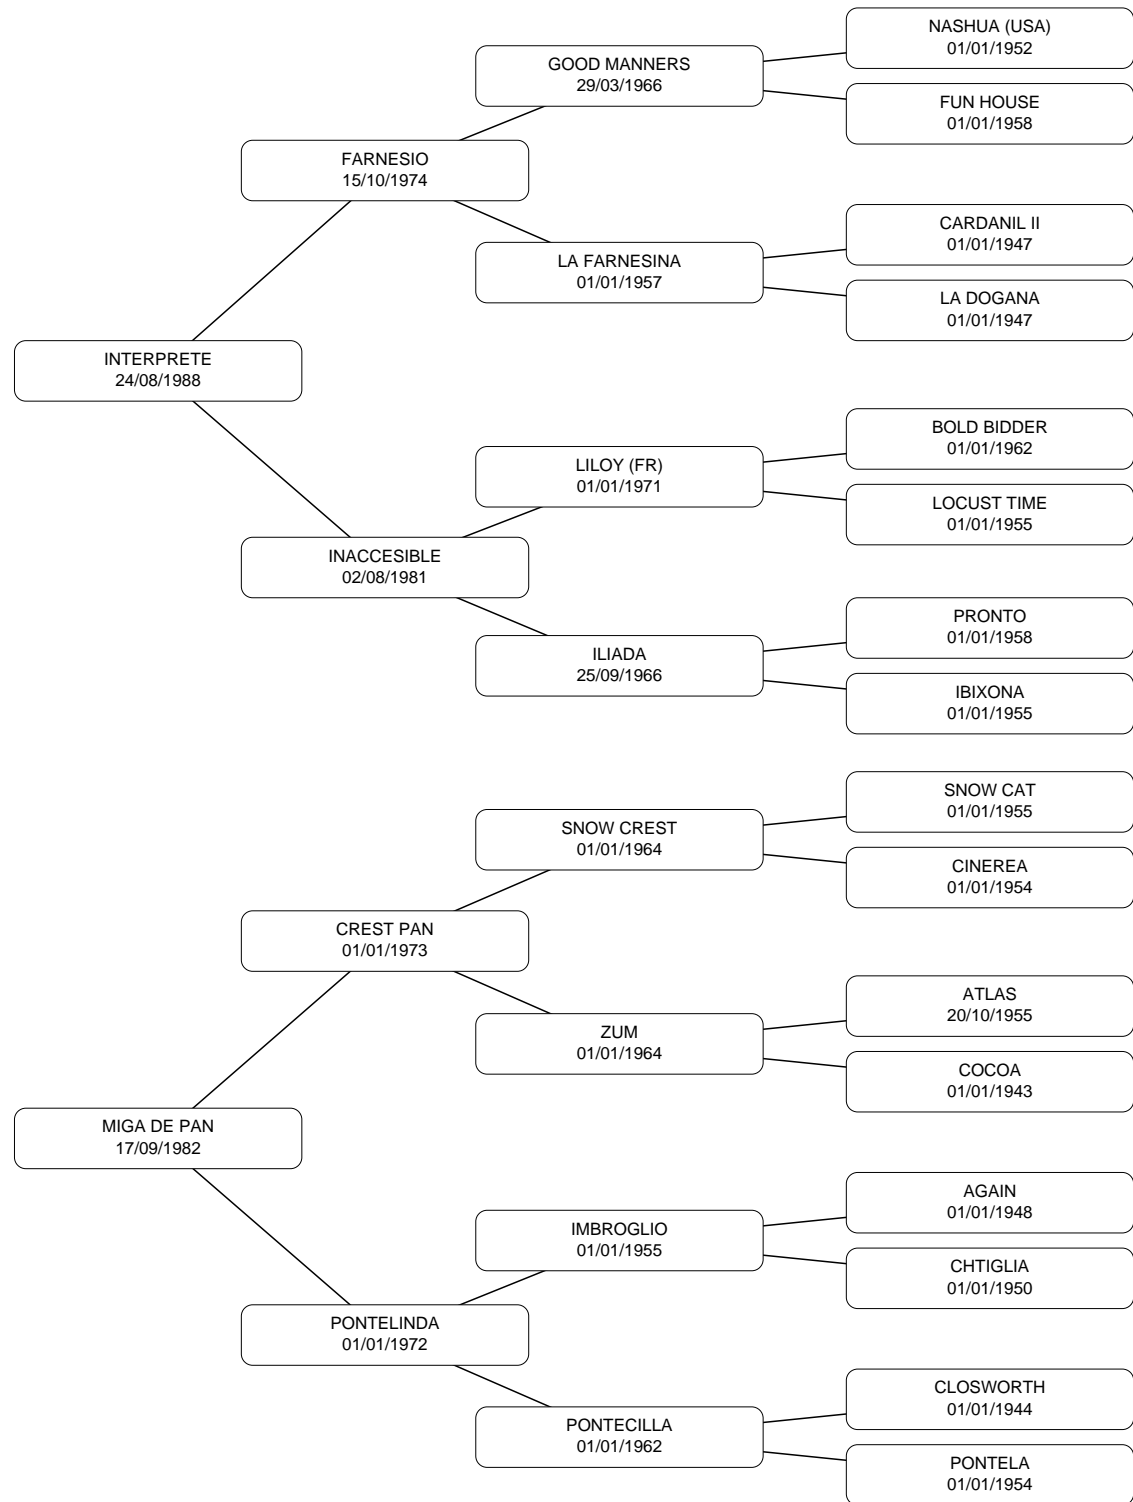 NASHUA (USA)
01/01/1952
GOOD MANNERS
29/03/1966
FUN HOUSE
01/01/1958
FARNESIO
15/10/1974
CARDANIL II
01/01/1947
LA FARNESINA
01/01/1957
LA DOGANA
01/01/1947
INTERPRETE
24/08/1988
BOLD BIDDER
01/01/1962
LILOY (FR)
01/01/1971
LOCUST TIME
01/01/1955
INACCESIBLE
02/08/1981
PRONTO
01/01/1958
ILIADA
25/09/1966
IBIXONA
01/01/1955
SNOW CAT
01/01/1955
SNOW CREST
01/01/1964
CINEREA
01/01/1954
CREST PAN
01/01/1973
ATLAS
20/10/1955
ZUM
01/01/1964
COCOA
01/01/1943
MIGA DE PAN
17/09/1982
AGAIN
01/01/1948
IMBROGLIO
01/01/1955
CHTIGLIA
01/01/1950
PONTELINDA
01/01/1972
CLOSWORTH
01/01/1944
PONTECILLA
01/01/1962
PONTELA
01/01/1954